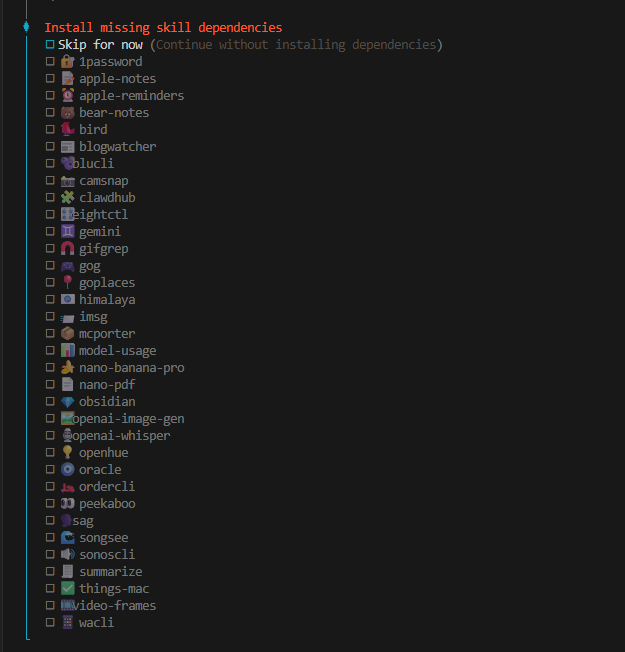 Install missing skill dependencies
Skip for now (Continue without installing dependencies)
1password
apple-notes
apple-reminders
bear-notes
bird
blogwatcher
blucli
camsnap
clawdhub
eightctl
gemini
gifgrep
gog
goplaces
himalaya
imsg
mcporter
model-usage
nano-banana-pro
nano-pdf
obsidian
openai-image-gen
openai-whisper
openhue
oracle
ordercli
peekaboo
sag
songsee
sonoscli
summarize
things-mac
video-frames
wacli